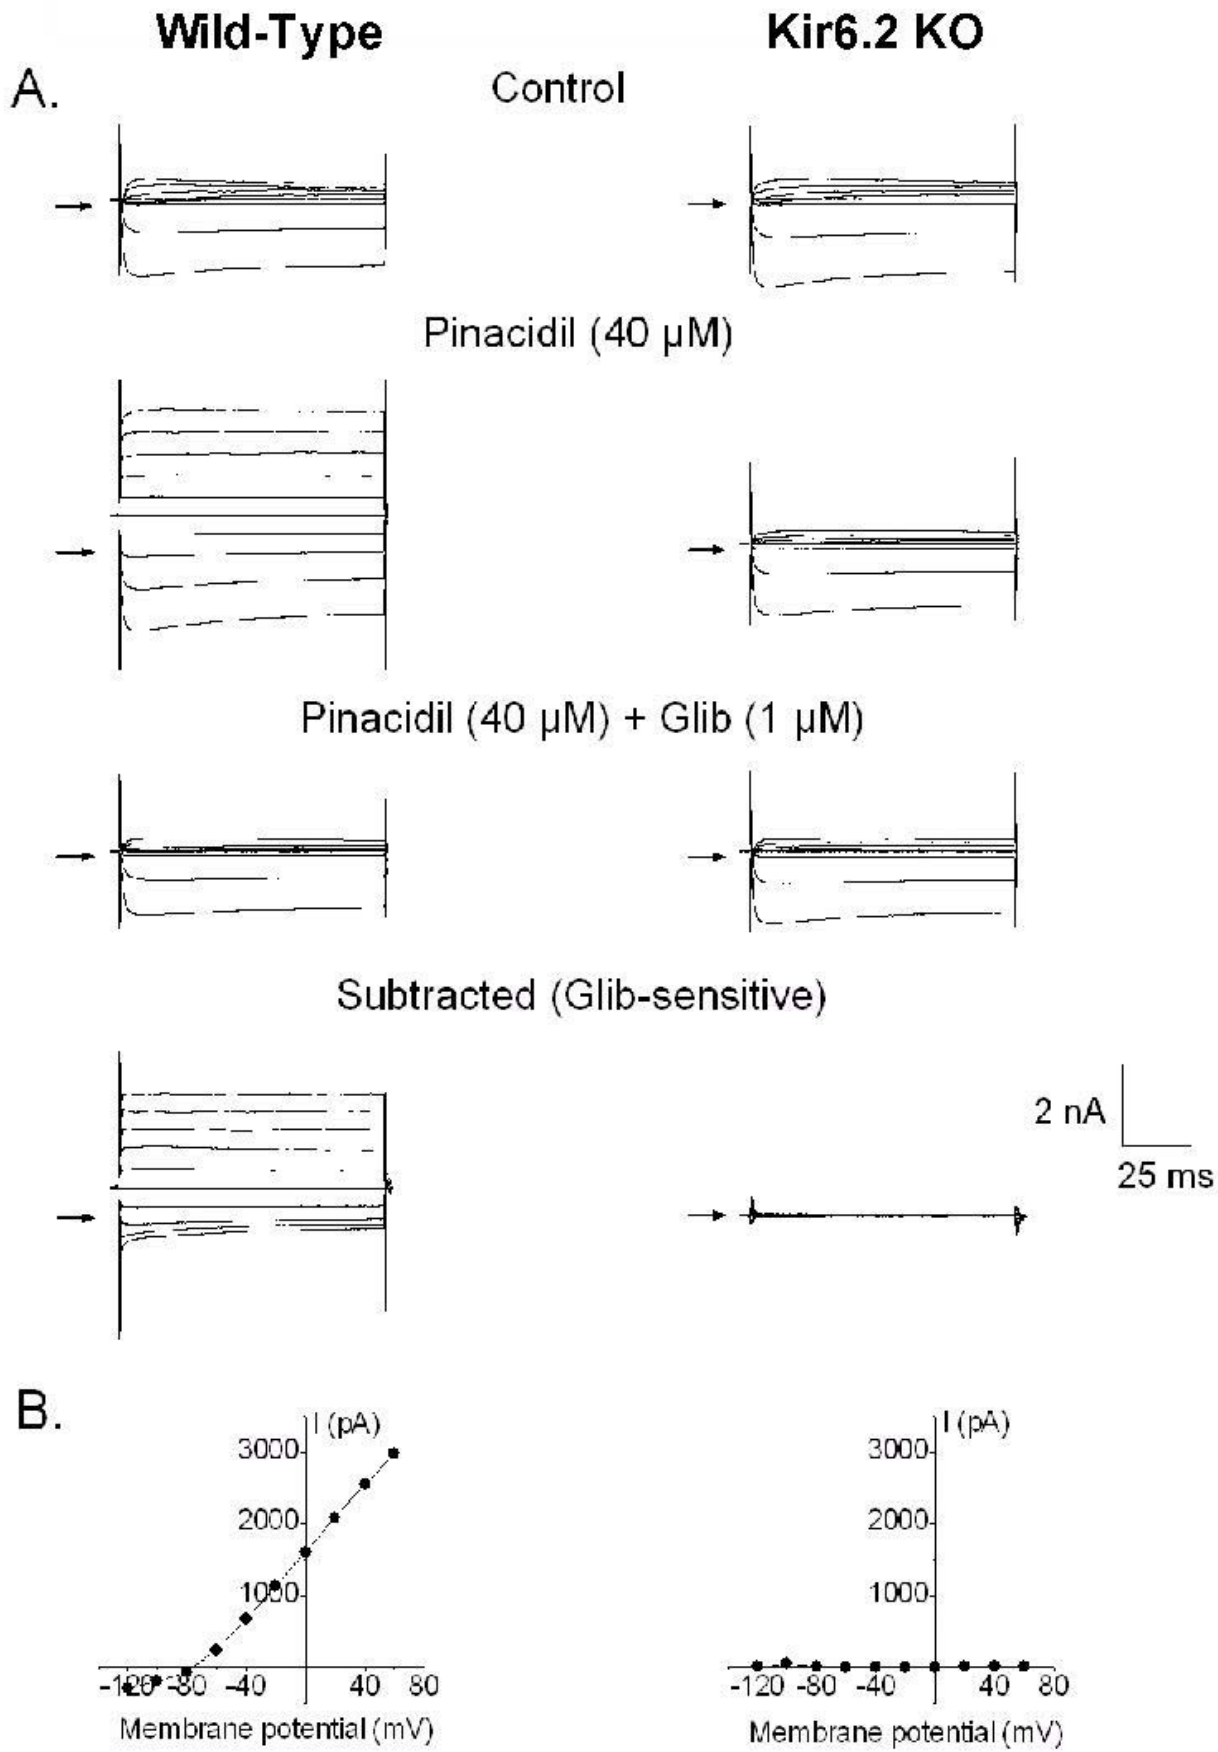 Wild-Type Kir6.2 KO
A.
Control
Pinacidil (40 µM)
Pinacidil (40 µM) + Glib (1 µM)
Subtracted (Glib-sensitive)
2 nA
25 ms
B.
I (pA)
3000
2000
1000
-120 -80 -40 40 80
Membrane potential (mV)
I (pA)
3000
2000
1000
-120 -80 -40 40 80
Membrane potential (mV)